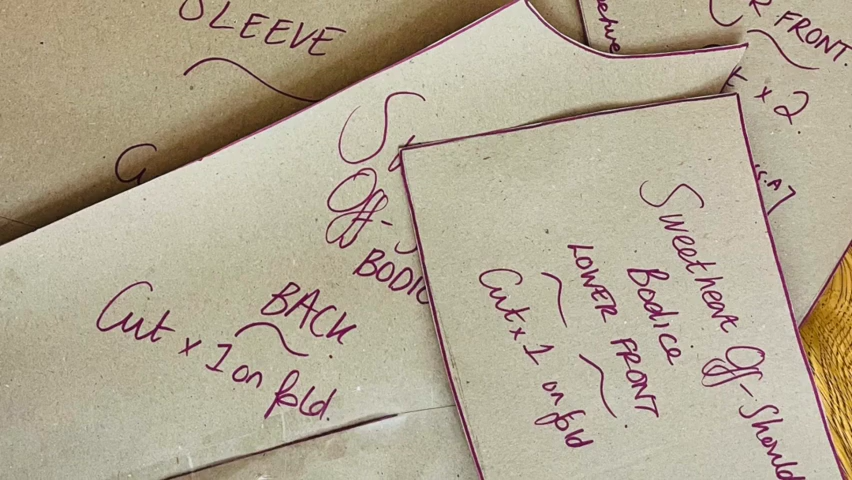 SLEEVE
BODIC
BACK
Cut x 1 on fold.
Sweetheart Off-Should
Bodice
LOWER FRONT
Cut x 1 on fold
R FRONT.
x 2